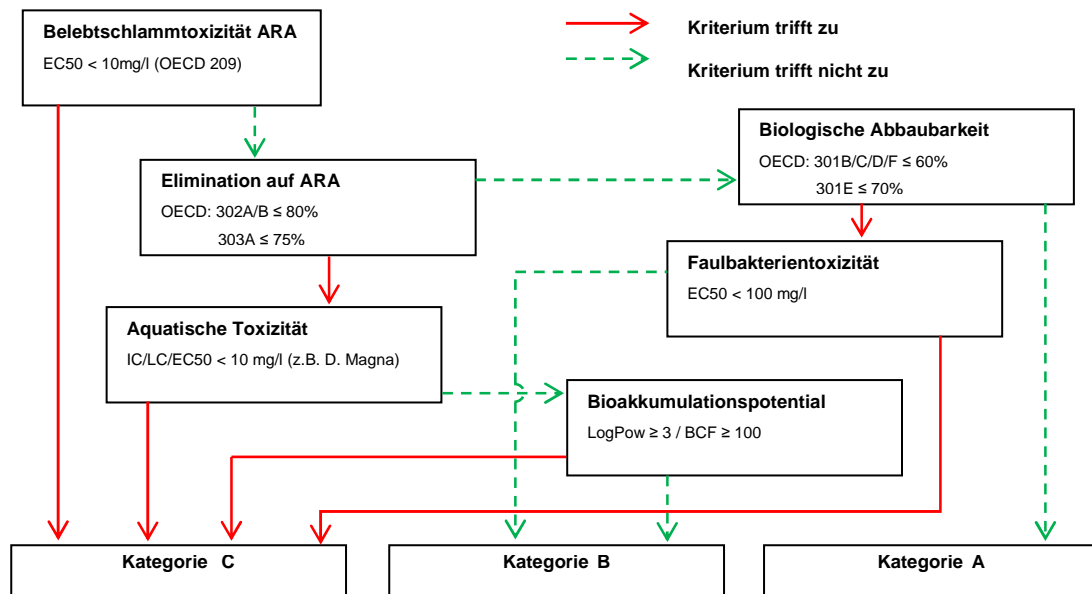 Belebtschlammtoxizität ARA
EC50 < 10mg/l (OECD 209)
Kriterium trifft zu
Kriterium trifft nicht zu
Biologische Abbaubarkeit
OECD: 301B/C/D/F ≤ 60%
301E ≤ 70%
Elimination auf ARA
OECD: 302A/B ≤ 80%
303A ≤ 75%
Faulbakterientoxizität
EC50 < 100 mg/l
Aquatische Toxizität
IC/LC/EC50 < 10 mg/l (z.B. D. Magna)
Bioakkumulationspotential
LogPow ≥ 3 / BCF ≥ 100
Kategorie C
Kategorie B
Kategorie A